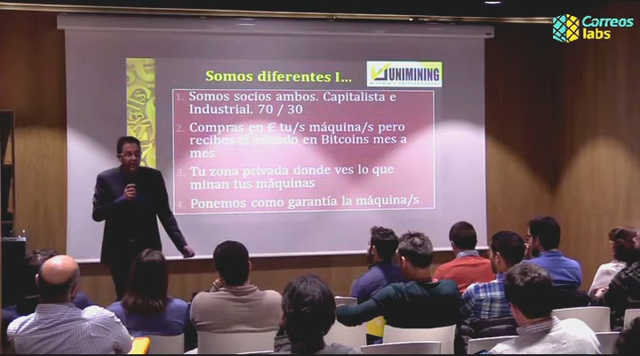 Correos
labs
Somos diferentes I...
UNIMINING
1. Somos socios ambos. Capitalista e
Industrial. 70 / 30
2. Compras en € tu/s máquina/s pero
recibes el minado en Bitcoins mes a
mes
3. Tu zona privada donde ves lo que
minan tus máquinas
4. Ponemos como garantía la máquina/s